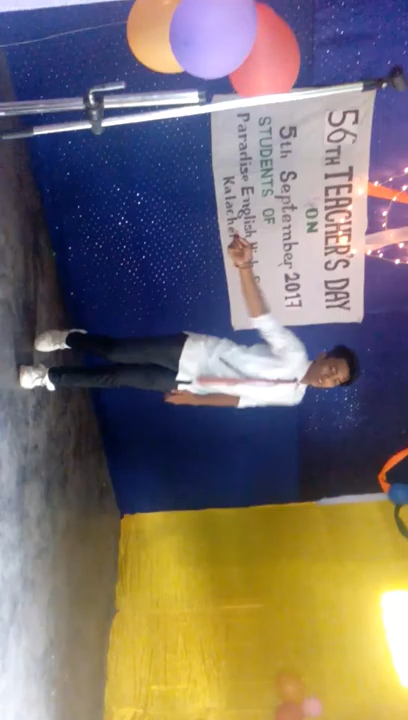 56TH TEACHER'S DAY
ON
5th September 2017
STUDENTS OF
Paradise English